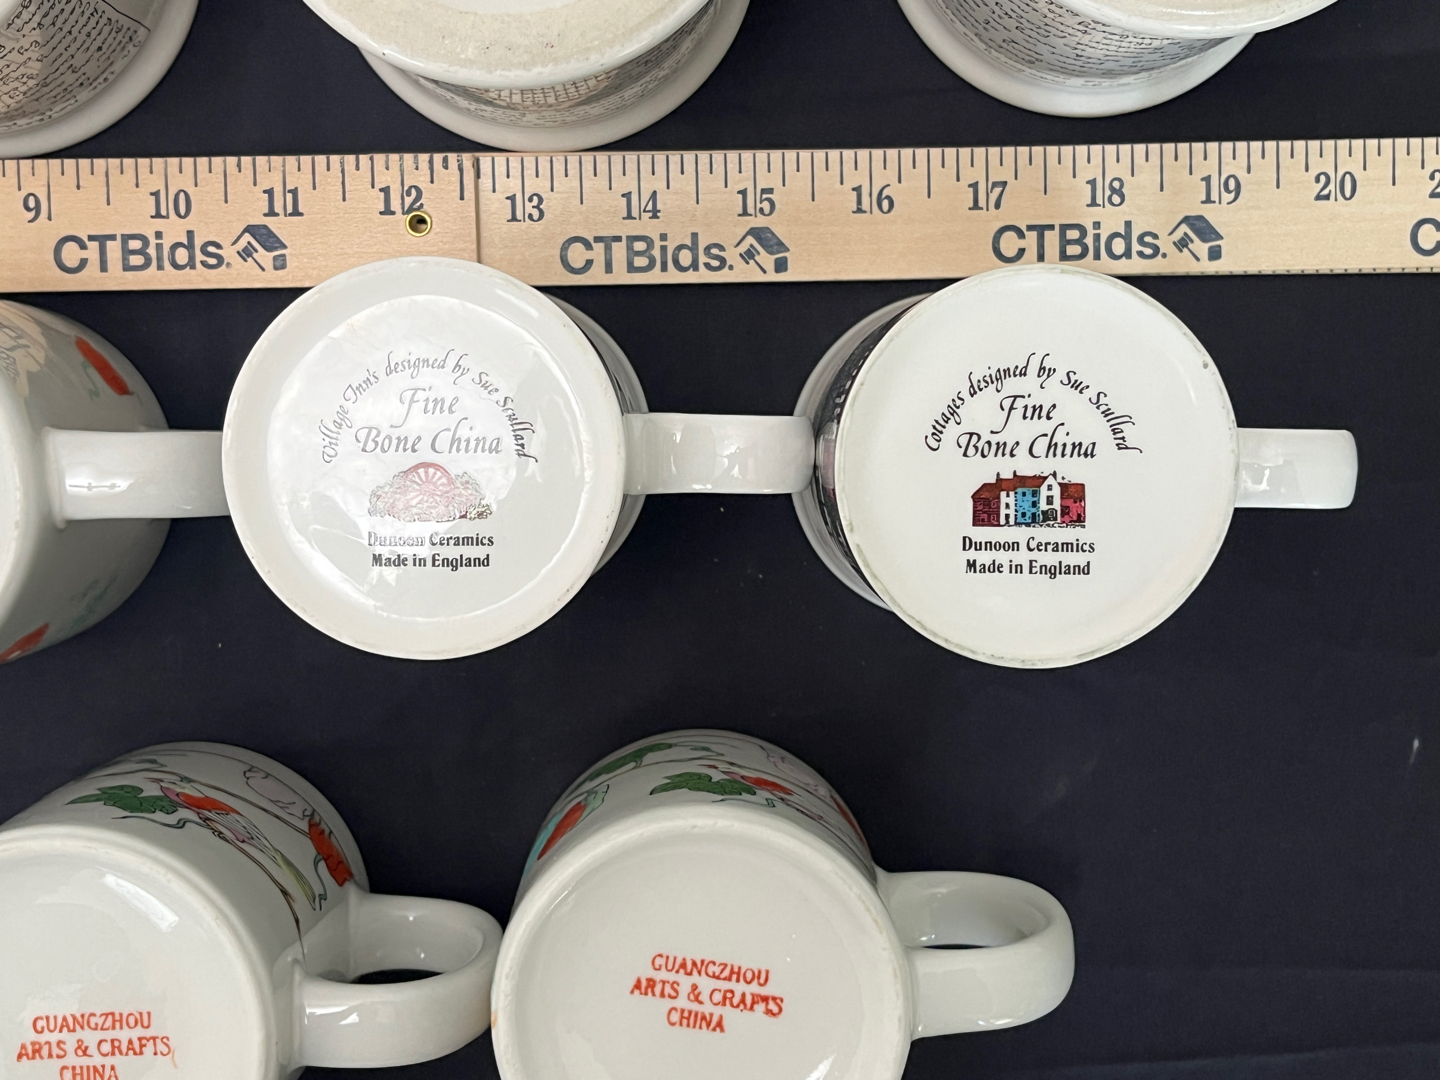 9 10 11 12 13 14 15 16 17 18 19 20
CTBids. CTBids. CTBids.
Village Inn's designed by Sue Scullard
Fine
Bone China
Dunoon Ceramics
Made in England
Cottages designed by Sue Scullard
Fine
Bone China
Dunoon Ceramics
Made in England
GUANGZHOU
ARTS & CRAFTS
CHINA
GUANGZHOU
ARTS & CRAFTS
CHINA